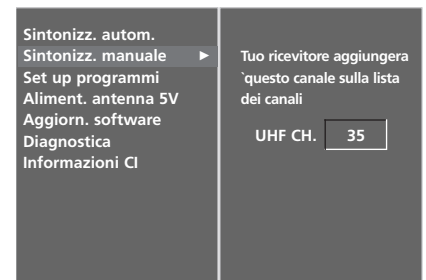 Sintonizz. autom.
Sintonizz. manuale ►
Set up programmi
Aliment. antenna 5V
Aggiorn. software
Diagnostica
Informazioni CI
Tuo ricevitore aggiungera
`questo canale sulla lista
dei canali
UHF CH. 35